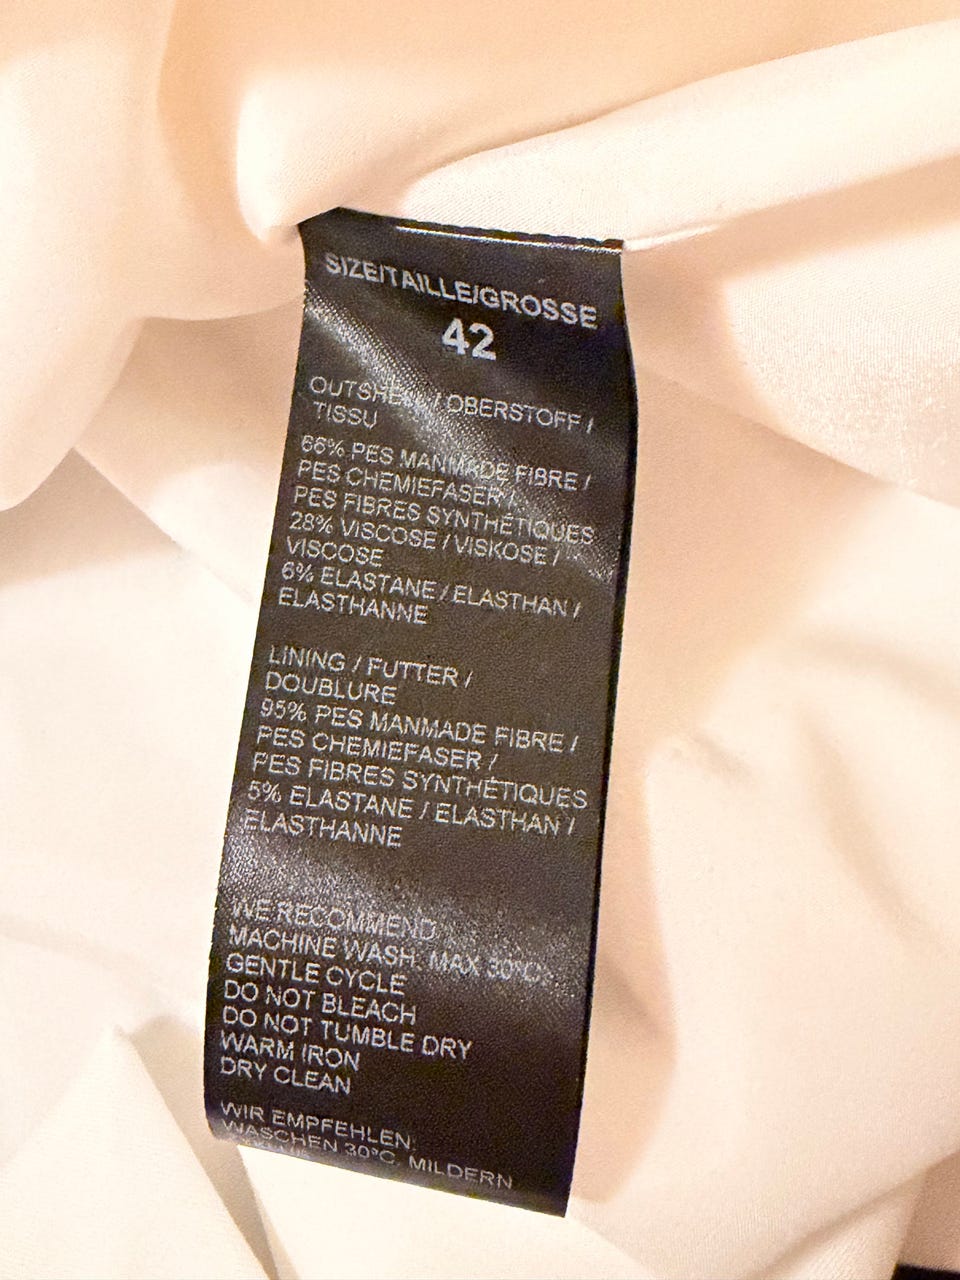 SIZE/TAILLE/GROSSE
42
/ OBERSTOFF /
TISSU
66% PES MANMADE FIBRE /
PES CHEMIEFASER /
PES FIBRES SYNTHÉTIQUES
28% VISCOSE / VISKOSE /
VISCOSE
6% ELASTANE / ELASTHAN /
ELASTHANNE
LINING / FUTTER /
DOUBLURE
95% PES MANMADE FIBRE /
PES CHEMIEFASER /
PES FIBRES SYNTHÉTIQUES
5% ELASTANE / ELASTHAN /
ELASTHANNE
WE RECOMMEND
MACHINE WASH, MAX 30°C,
GENTLE CYCLE
DO NOT BLEACH
DO NOT TUMBLE DRY
WARM IRON
DRY CLEAN
WIR EMPFEHLEN:
WASCHEN 30°C, MILDERN